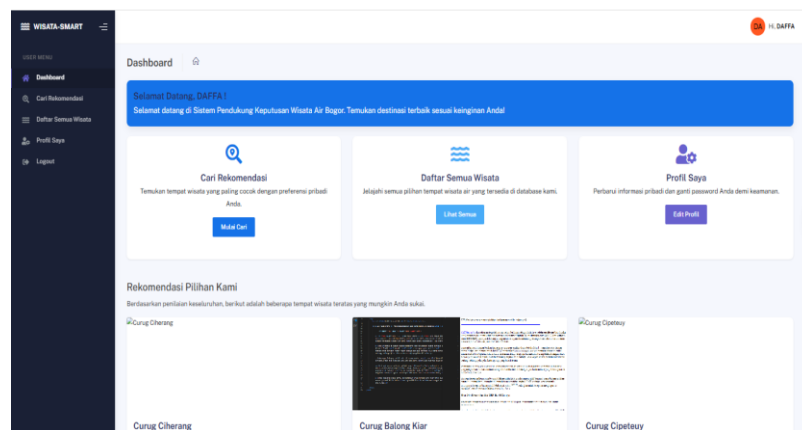 WISATA-SMART
DA Hi, DAFFA
USER MENU
Dashboard
Cari Rekomendasi
Daftar Semua Wisata
Profil Saya
Logout
Dashboard
Selamat Datang, DAFFA !
Selamat datang di Sistem Pendukung Keputusan Wisata Air Bogor. Temukan destinasi terbaik sesuai keinginan Anda!
Cari Rekomendasi
Temukan tempat wisata yang paling cocok dengan preferensi pribadi
Anda.
Mulai Cari
Daftar Semua Wisata
Jelajahi semua pilihan tempat wisata air yang tersedia di database kami.
Lihat Semua
Profil Saya
Perbarui informasi pribadi dan ganti password Anda demi keamanan.
Edit Profil
Rekomendasi Pilihan Kami
Berdasarkan penilaian keseluruhan, berikut adalah beberapa tempat wisata teratas yang mungkin Anda sukai.
Curug Ciherang
Curug Cipeteuy
Curug Ciherang
Curug Balong Kiar
Curug Cipeteuy